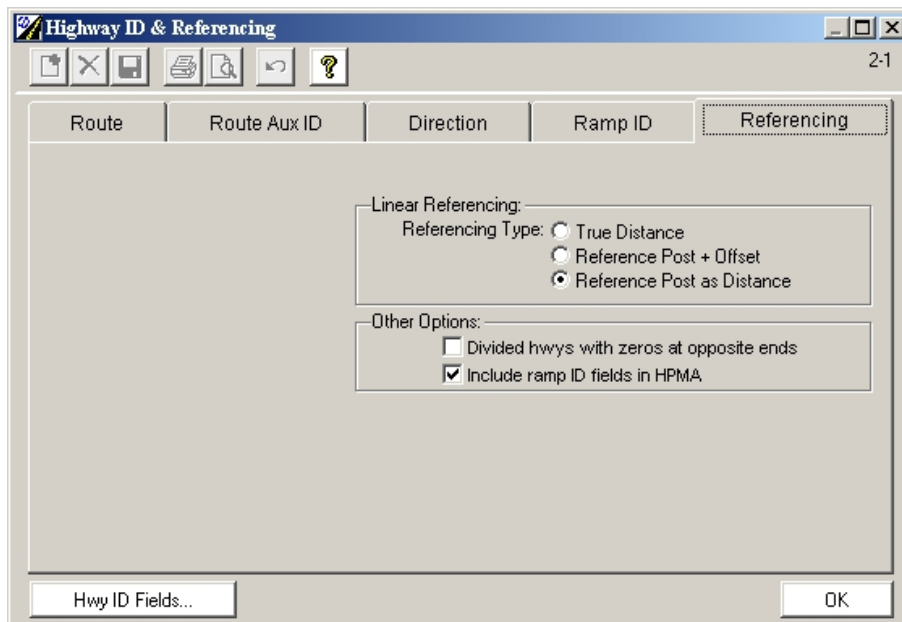 Highway ID & Referencing
2-1
Route Route Aux ID Direction Ramp ID Referencing
Linear Referencing:
Referencing Type: True Distance
Reference Post + Offset
Reference Post as Distance
Other Options:
Divided hwys with zeros at opposite ends
Include ramp ID fields in HPMA
Hwy ID Fields... OK